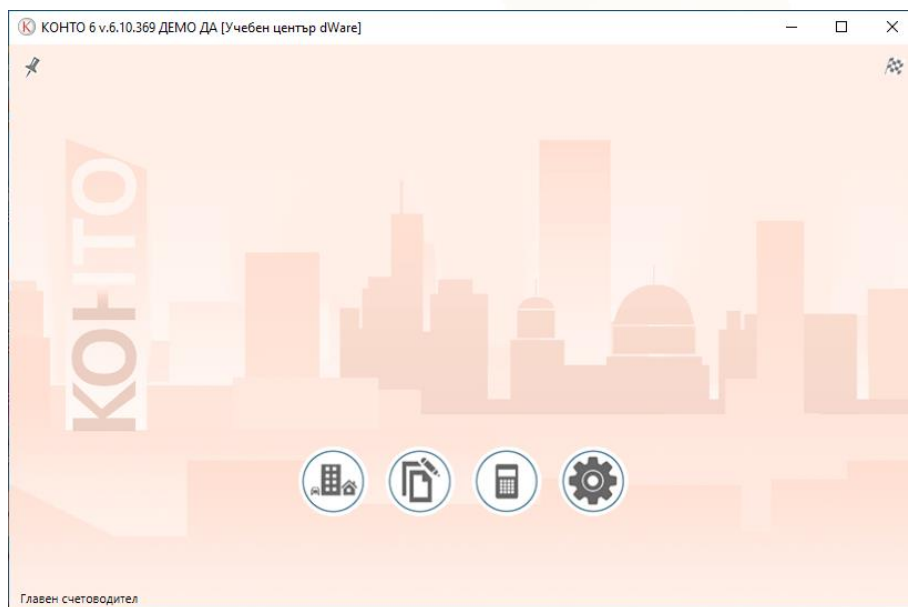 КОНТО 6 v.6.10.369 ДЕМО ДА [Учебен център dWare]
КОНТО
Главен счетоводител